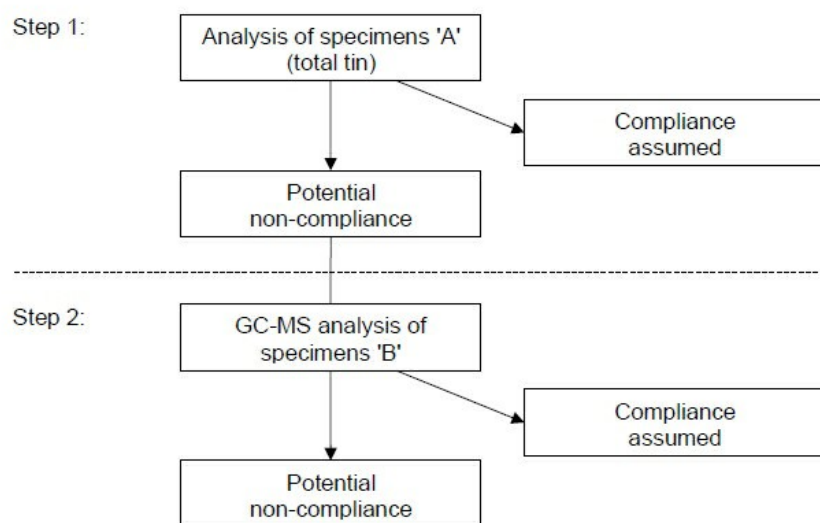 Step 1:
Analysis of specimens 'A'
(total tin)
Compliance
assumed
Potential
non-compliance
Step 2:
GC-MS analysis of
specimens 'B'
Compliance
assumed
Potential
non-compliance